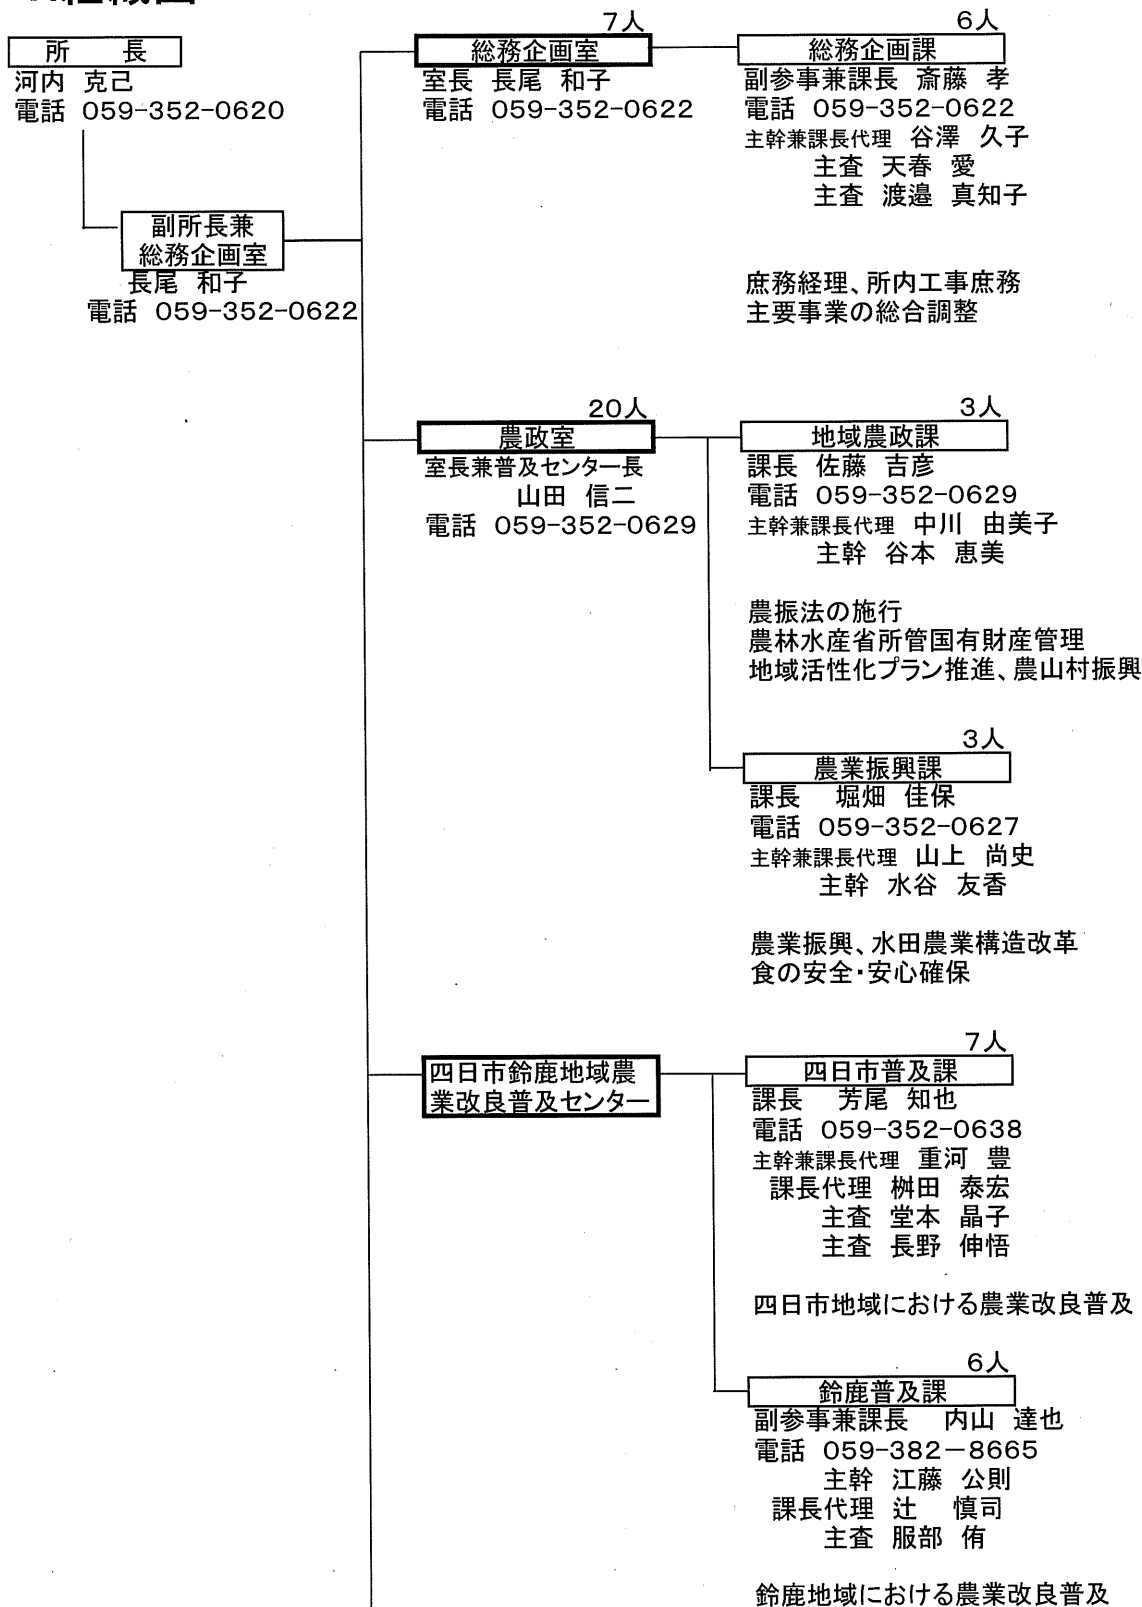 所　　長
河内　克己
電話　059-352-0620
副所長兼
総務企画室
長尾　和子
電話　059-352-0622
7人
総務企画室
室長　長尾　和子
電話　059-352-0622
6人
総務企画課
副参事兼課長　斎藤　孝
電話　059-352-0622
主幹兼課長代理　谷澤　久子
主査　天春　愛
主査　渡邉　真知子
庶務経理、所内工事庶務
主要事業の総合調整
20人
農政室
室長兼普及センター長
山田　信二
電話　059-352-0629
3人
地域農政課
課長　佐藤　吉彦
電話　059-352-0629
主幹兼課長代理　中川　由美子
主幹　谷本　恵美
農振法の施行
農林水産省所管国有財産管理
地域活性化プラン推進、農山村振興
3人
農業振興課
課長　堀畑　佳保
電話　059-352-0627
主幹兼課長代理　山上　尚史
主幹　水谷　友香
農業振興、水田農業構造改革
食の安全・安心確保
四日市鈴鹿地域農
業改良普及センター
7人
四日市普及課
課長　芳尾　知也
電話　059-352-0638
主幹兼課長代理　重河　豊
課長代理　桝田　泰宏
主査　堂本　晶子
主査　長野　伸悟
四日市地域における農業改良普及
6人
鈴鹿普及課
副参事兼課長　内山　達也
電話　059-382－8665
主幹　江藤　公則
課長代理　辻　慎司
主査　服部　侑
鈴鹿地域における農業改良普及